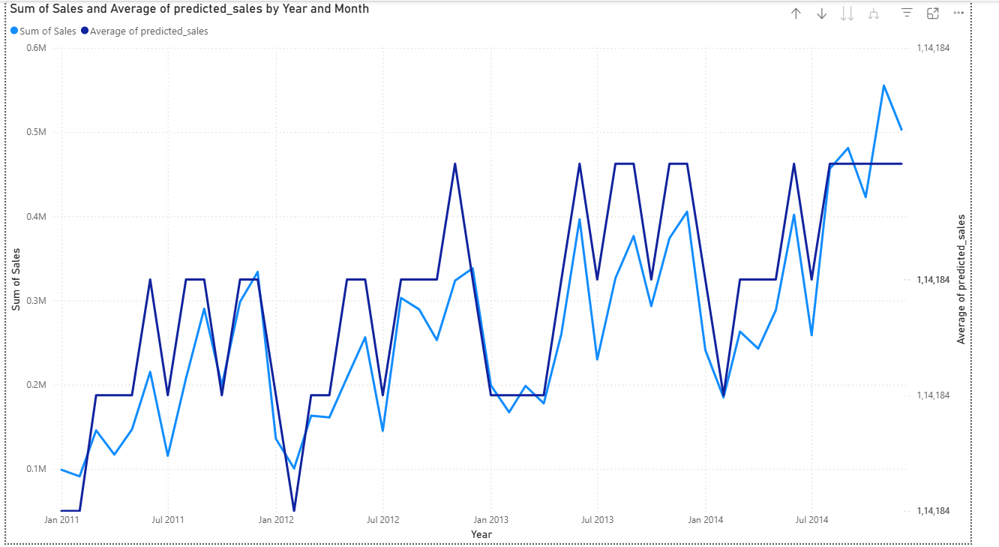 Sum of Sales and Average of predicted_sales by Year and Month
Sum of Sales Average of predicted_sales
0.6M
0.5M
0.4M
0.3M
0.2M
0.1M
Sum of Sales
1,14,184
1,14,184
1,14,184
1,14,184
Average of predicted_sales
Jan 2011 Jul 2011 Jan 2012 Jul 2012 Jan 2013 Jul 2013 Jan 2014 Jul 2014
Year